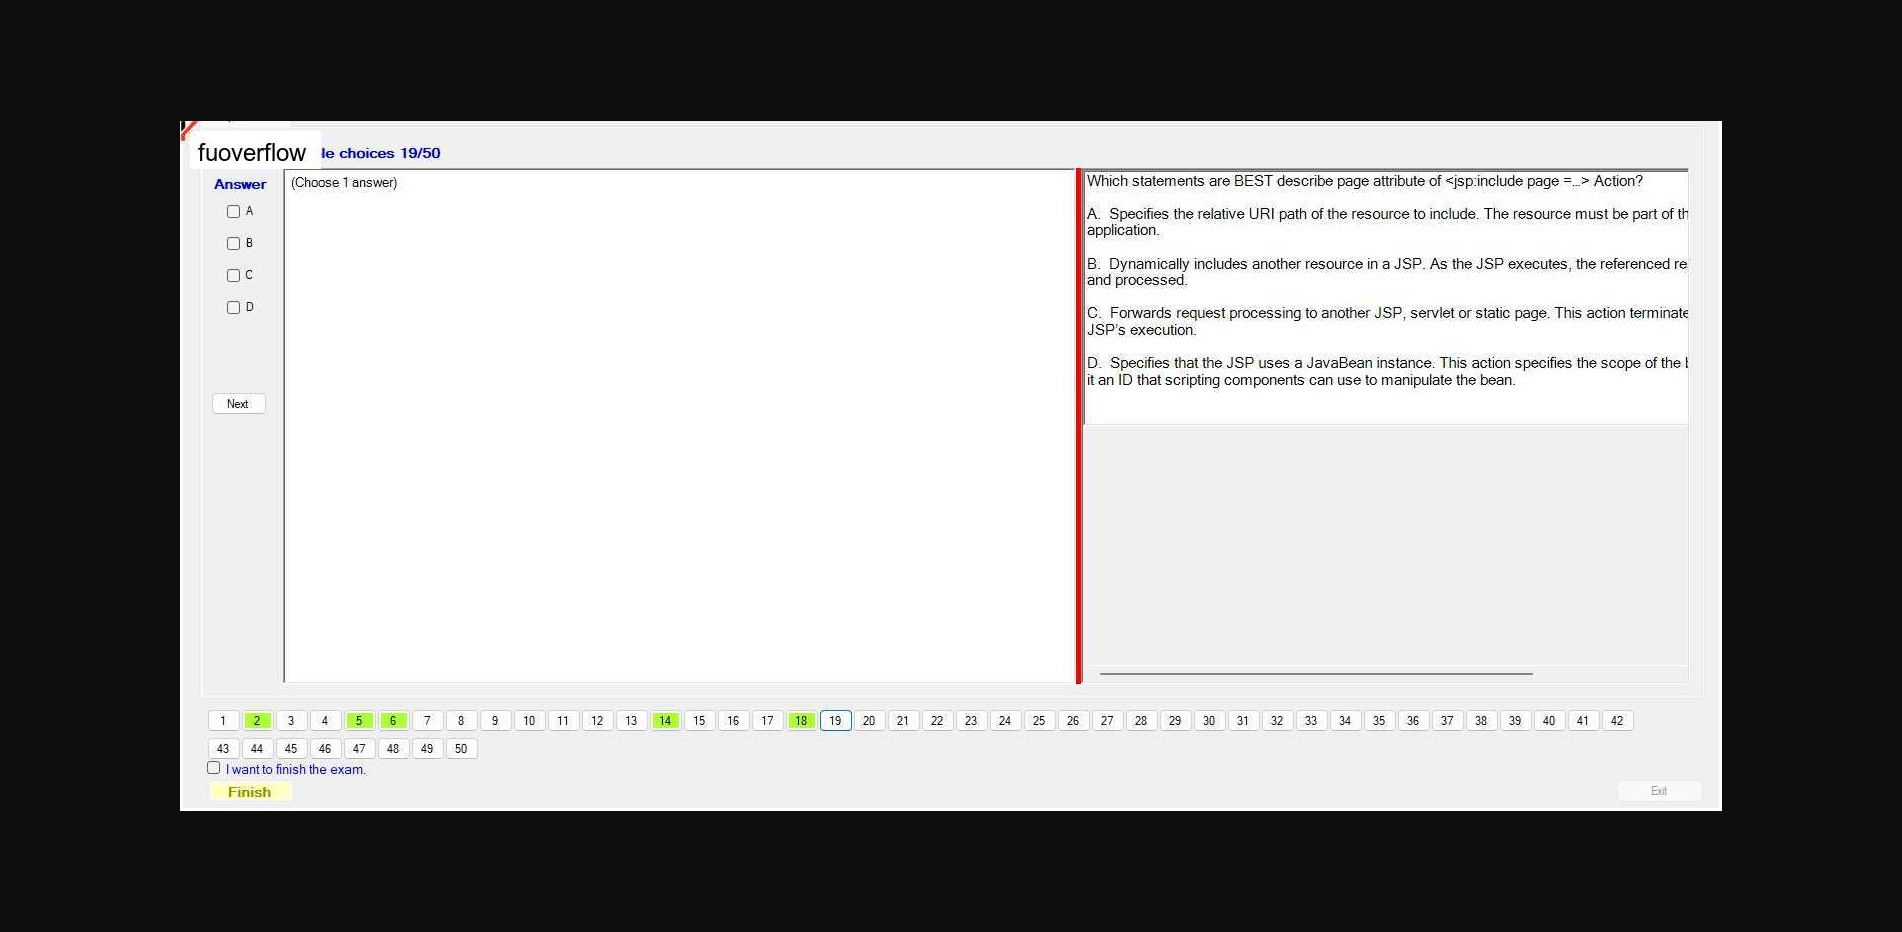 fuoverflow
le choices 19/50
Answer
(Choose 1 answer)
A
B
C
D
Next
Which statements are BEST describe page attribute of <jsp:include page =...> Action?
A. Specifies the relative URI path of the resource to include. The resource must be part of th
application.
B. Dynamically includes another resource in a JSP. As the JSP executes, the referenced re
and processed.
C. Forwards request processing to another JSP, servlet or static page. This action terminate
JSP's execution.
D. Specifies that the JSP uses a JavaBean instance. This action specifies the scope of the
it an ID that scripting components can use to manipulate the bean.
1 2 3 4 5 6 7 8 9 10 11 12 13 14 15 16 17 18 19 20 21 22 23 24 25 26 27 28 29 30 31 32 33 34 35 36 37 38 39 40 41 42
43 44 45 46 47 48 49 50
I want to finish the exam.
Finish
Exit